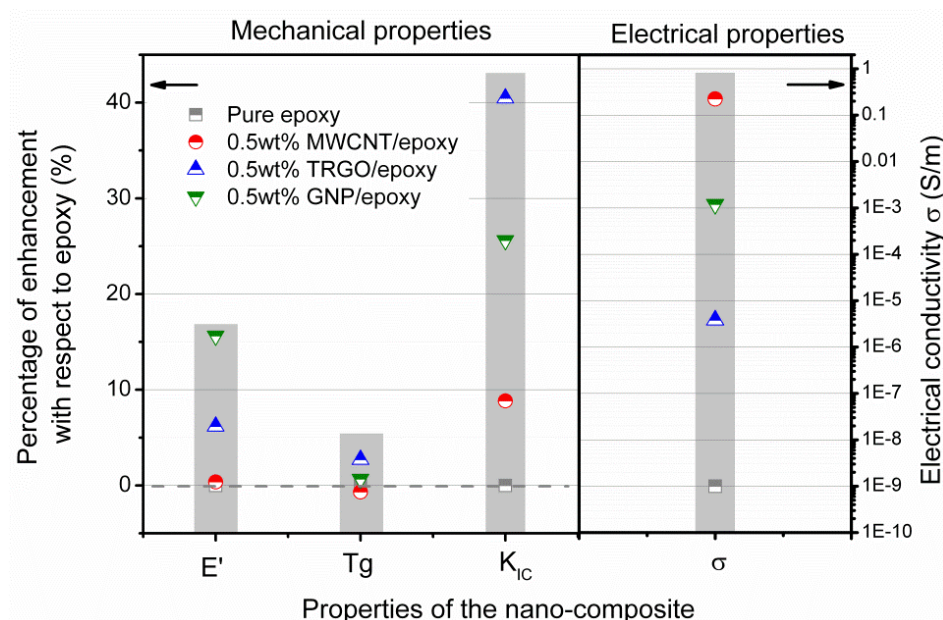 Mechanical properties
Electrical properties
Percentage of enhancement
with respect to epoxy (%)
40
30
20
10
0
Pure epoxy
0.5wt% MWCNT/epoxy
0.5wt% TRGO/epoxy
0.5wt% GNP/epoxy
1
0.1
0.01
1E-3
1E-4
1E-5
1E-6
1E-7
1E-8
1E-9
1E-10
Electrical conductivity σ (S/m)
E'
Tg
K_IC
σ
Properties of the nano-composite